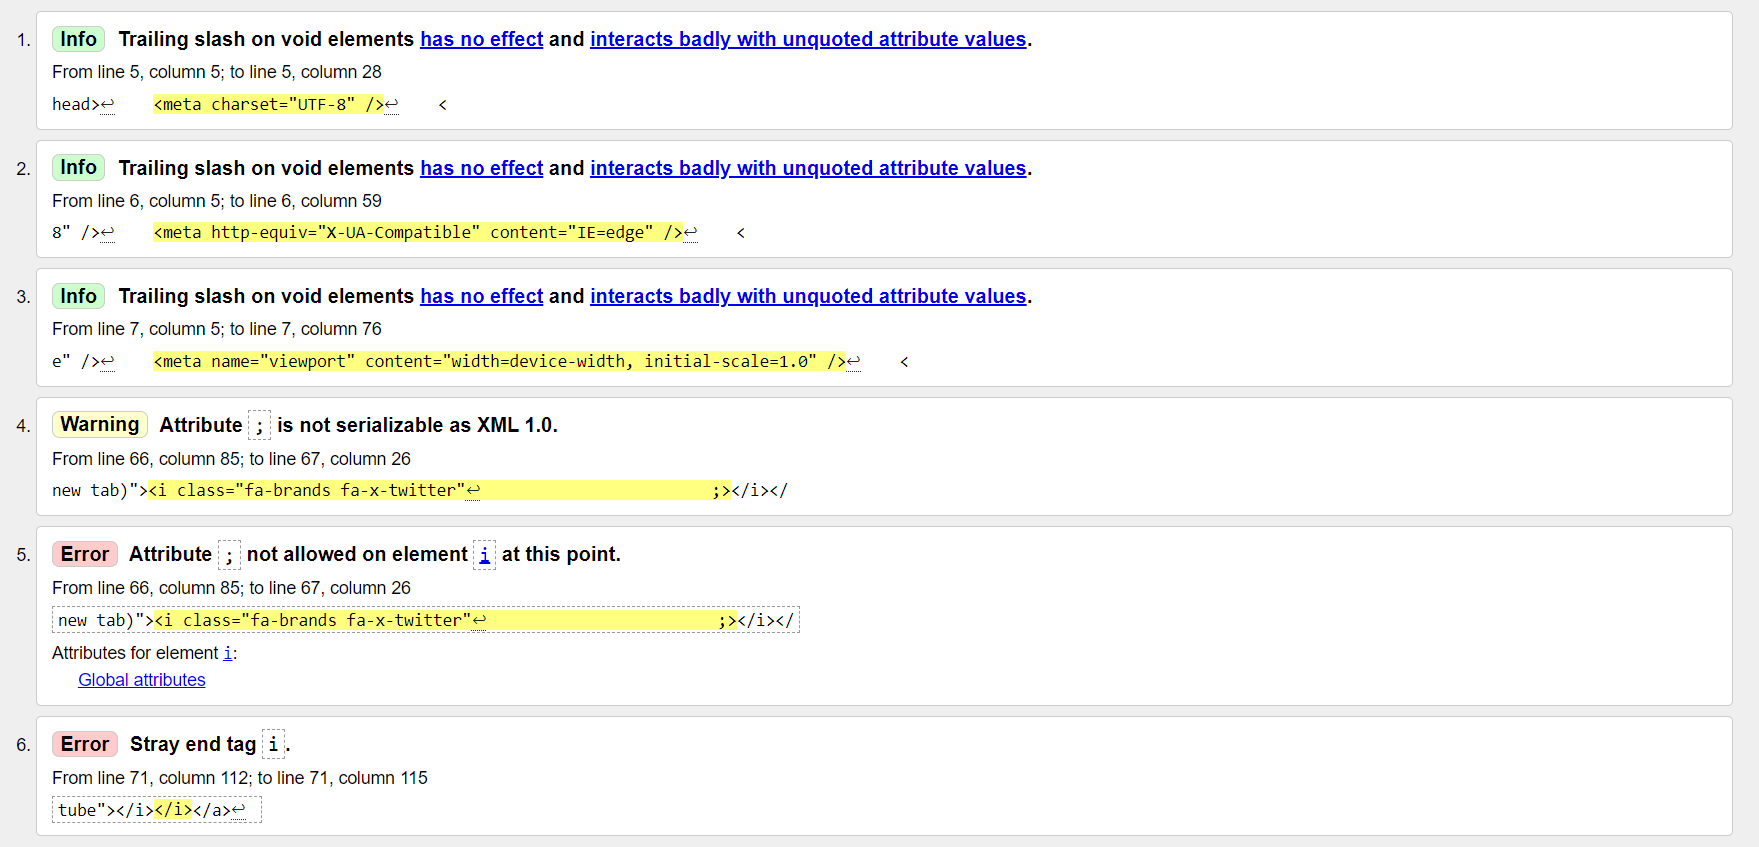 1. Info Trailing slash on void elements has no effect and interacts badly with unquoted attribute values.
From line 5, column 5; to line 5, column 28
head>↩    <meta charset="UTF-8" />↩    <
2. Info Trailing slash on void elements has no effect and interacts badly with unquoted attribute values.
From line 6, column 5; to line 6, column 59
8" />↩    <meta http-equiv="X-UA-Compatible" content="IE=edge" />↩    <
3. Info Trailing slash on void elements has no effect and interacts badly with unquoted attribute values.
From line 7, column 5; to line 7, column 76
e" />↩    <meta name="viewport" content="width=device-width, initial-scale=1.0" />↩    <
4. Warning Attribute ; is not serializable as XML 1.0.
From line 66, column 85; to line 67, column 26
new tab)"><i class="fa-brands fa-x-twitter"↩                        ;></i></
5. Error Attribute ; not allowed on element i at this point.
From line 66, column 85; to line 67, column 26
new tab)"><i class="fa-brands fa-x-twitter"↩                        ;></i></
Attributes for element i:
Global attributes
6. Error Stray end tag i.
From line 71, column 112; to line 71, column 115
tube"></i></i></a>↩